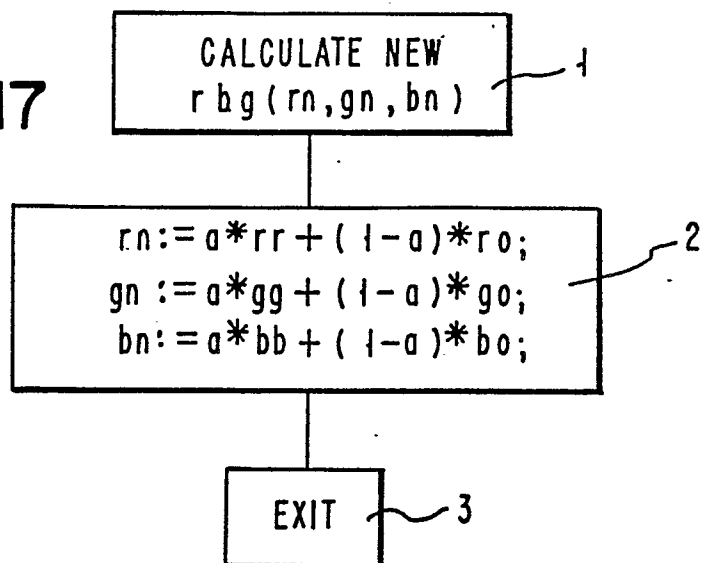 CALCULATE NEW
rbg(rn,gn,bn)
1
17
rn:=a*rr+(1-a)*ro;
gn:=a*gg+(1-a)*go;
bn:=a*bb+(1-a)*bo;
2
EXIT
3